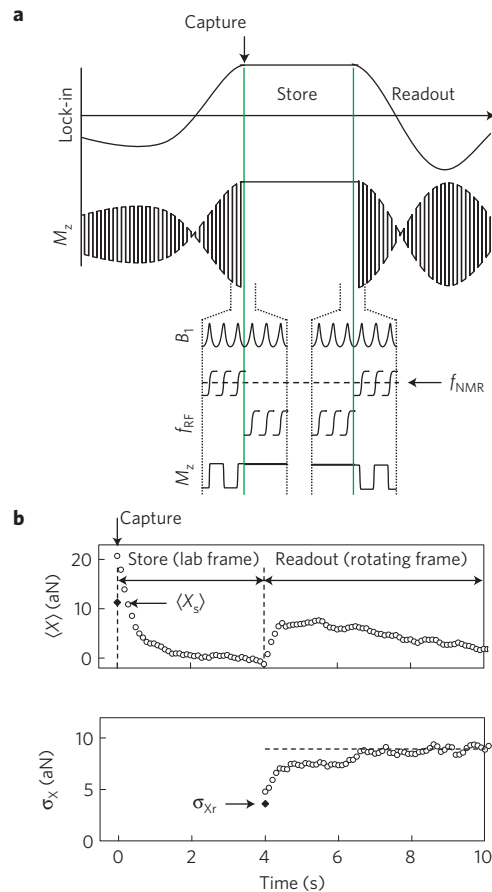 a
Capture
Lock-in
Store
Readout
M_z
B_1
f_NMR
f_RF
M_z
b
Capture
Store (lab frame)
Readout (rotating frame)
20
10
0
⟨X⟩ (aN)
⟨X_s⟩
10
5
0
σ_X (aN)
σ_Xr
0 2 4 6 8 10
Time (s)